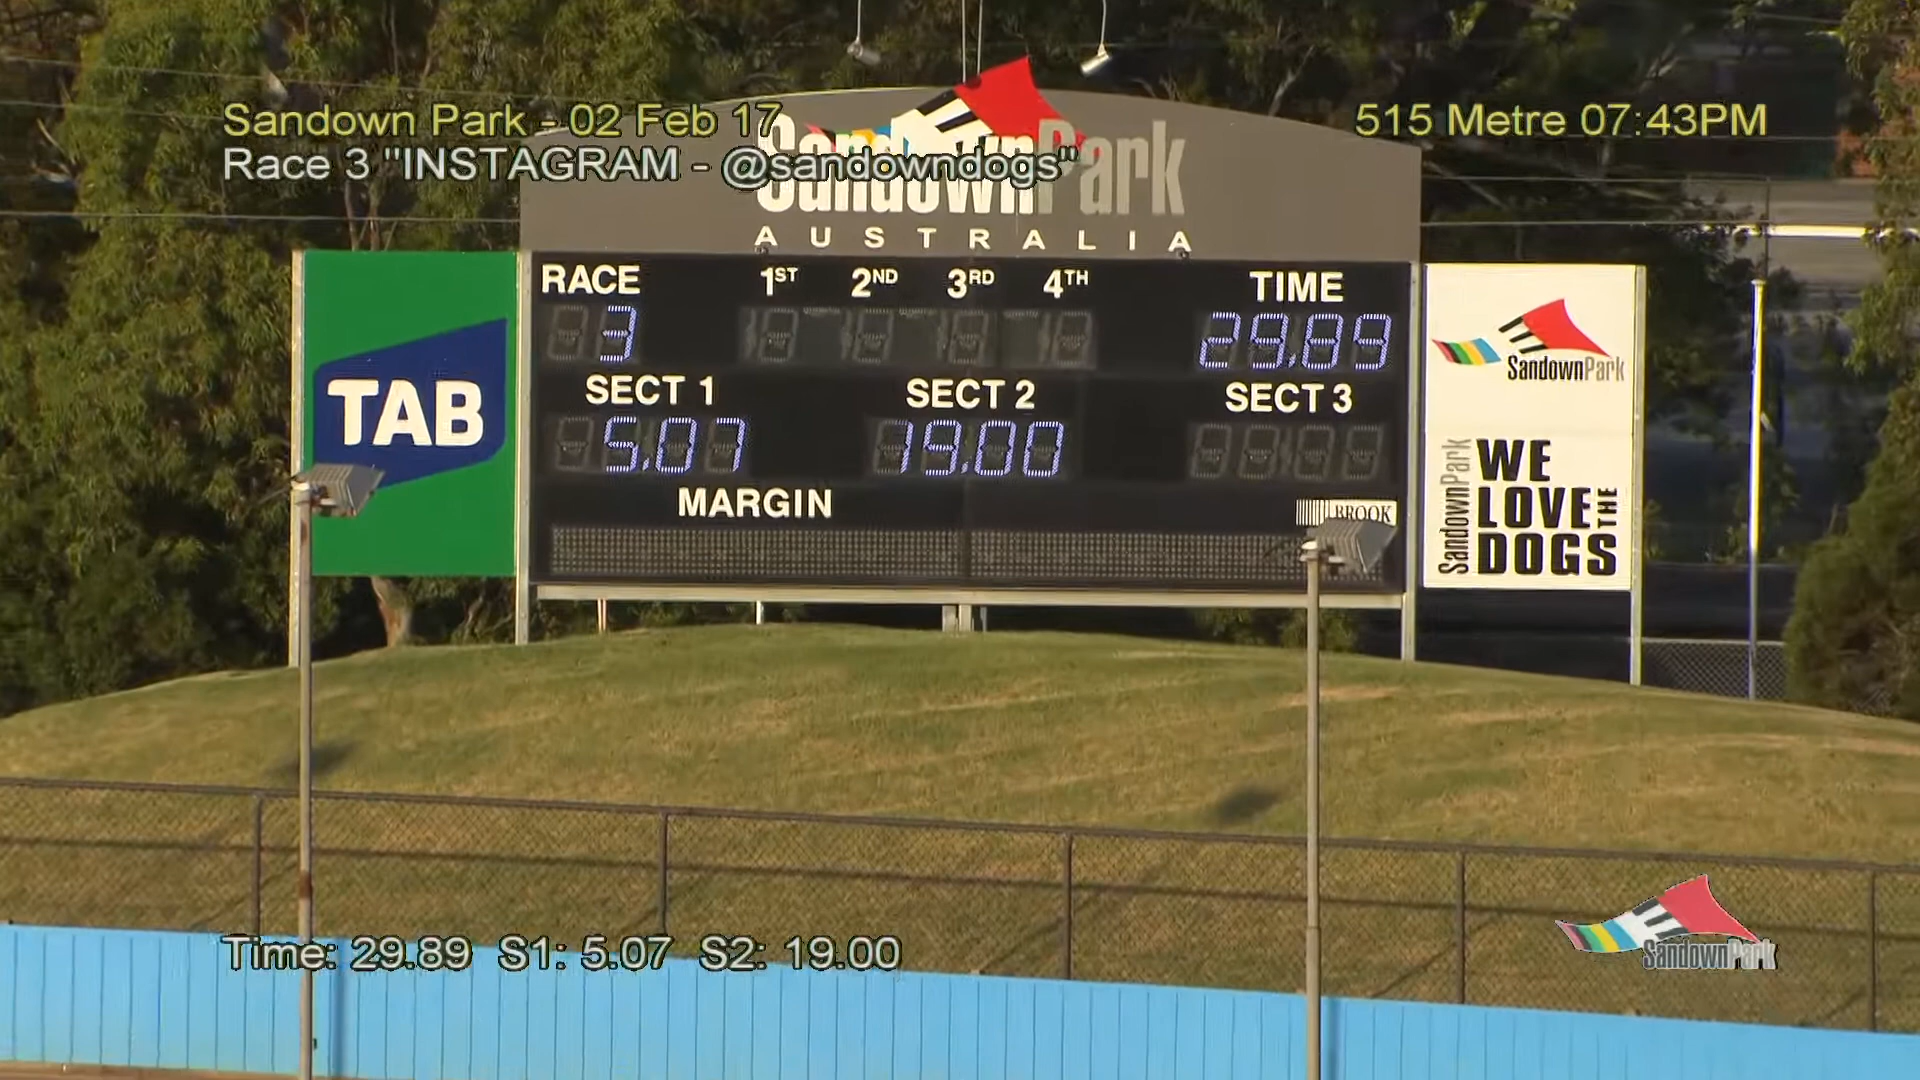 Sandown Park - 02 Feb 17
515 Metre 07:43PM
Race 3 "INSTAGRAM - @sandowndogs"
SandownPark
AUSTRALIA
RACE 1ST 2ND 3RD 4TH TIME
3 29.89
SECT 1 SECT 2 SECT 3
5.07 19.00
MARGIN
BROOK
TAB
SandownPark
SandownPark
WE
LOVE THE
DOGS
Time: 29.89 S1: 5.07 S2: 19.00
SandownPark